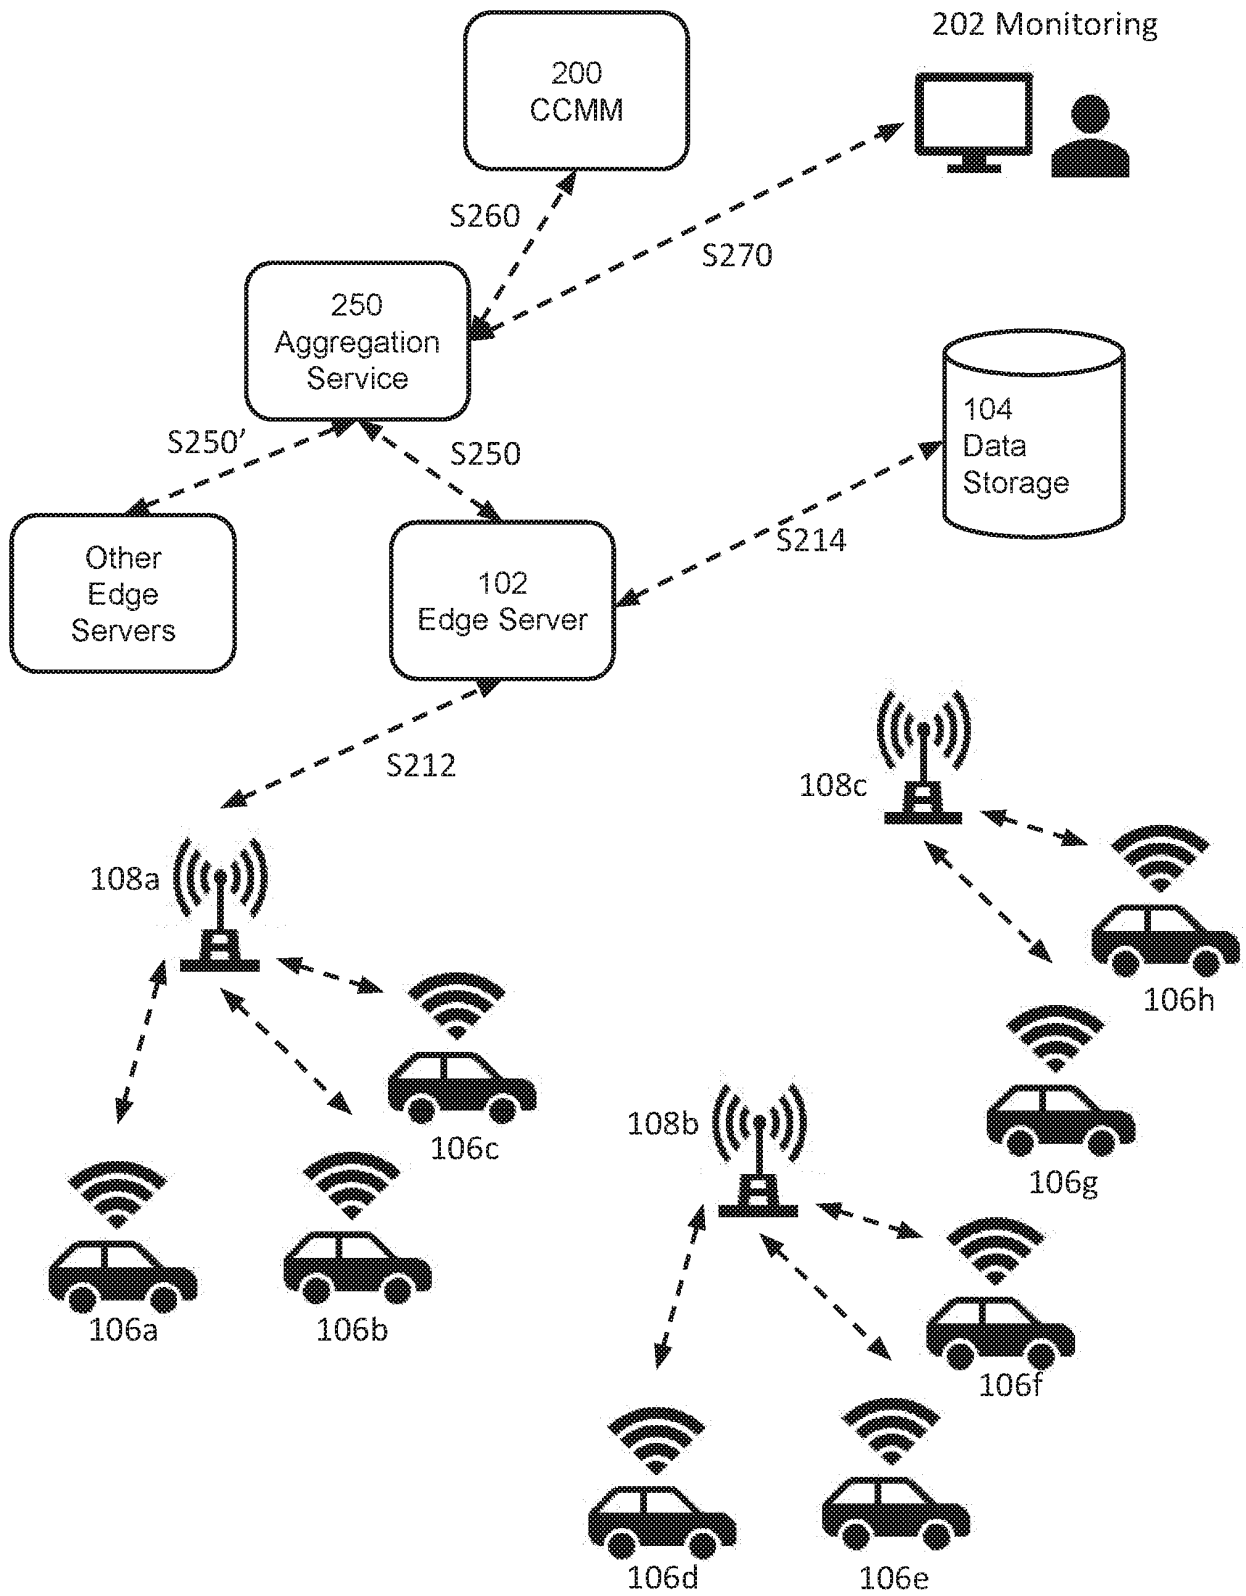 202 Monitoring
200
CCMM
S260
S270
250
Aggregation
Service
104
Data
Storage
S250’
S250
S214
Other
Edge
Servers
102
Edge Server
S212
108c
108a
106h
106c
108b
106g
106a
106b
106f
106d
106e